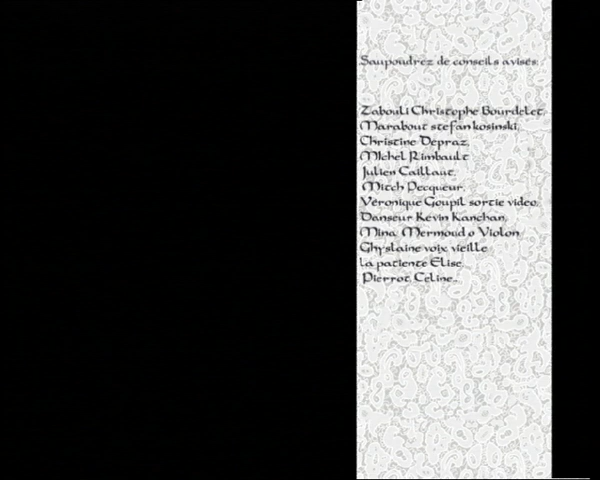 Saupoudrez de conseils avisés:
Zabouli Christophe Bourdelet,
Marabout stefan kosinski,
Christine Depraz,
Michel Rimbault
Julien Caillaut,
Mitch Pecqueur,
Véronique Goupil sortie video,
Danseur Kevin Kanchan,
Mina Mermoud o Violon
Ghyslaine voix vieille
la patiente Elise,
Pierrot, Celine..